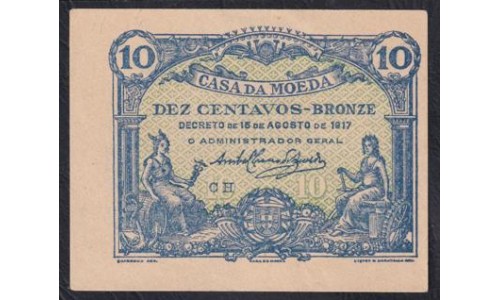 10 10
CASA DA MOEDA
DEZ CENTAVOS-BRONZE
DECRETO DE 15 DE AGOSTO DE 1917
O ADMINISTRADOR GERAL
CH 10